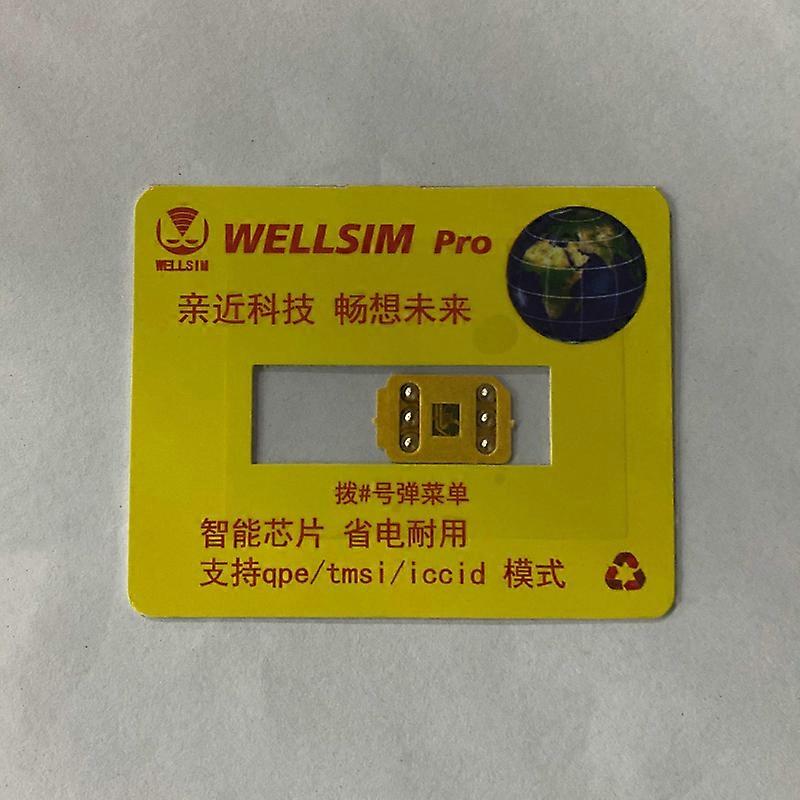 WELLSIM Pro
WELLSIM
亲近科技 畅想未来
拨#号弹菜单
智能芯片 省电耐用
支持qpe/tmsi/iccid 模式